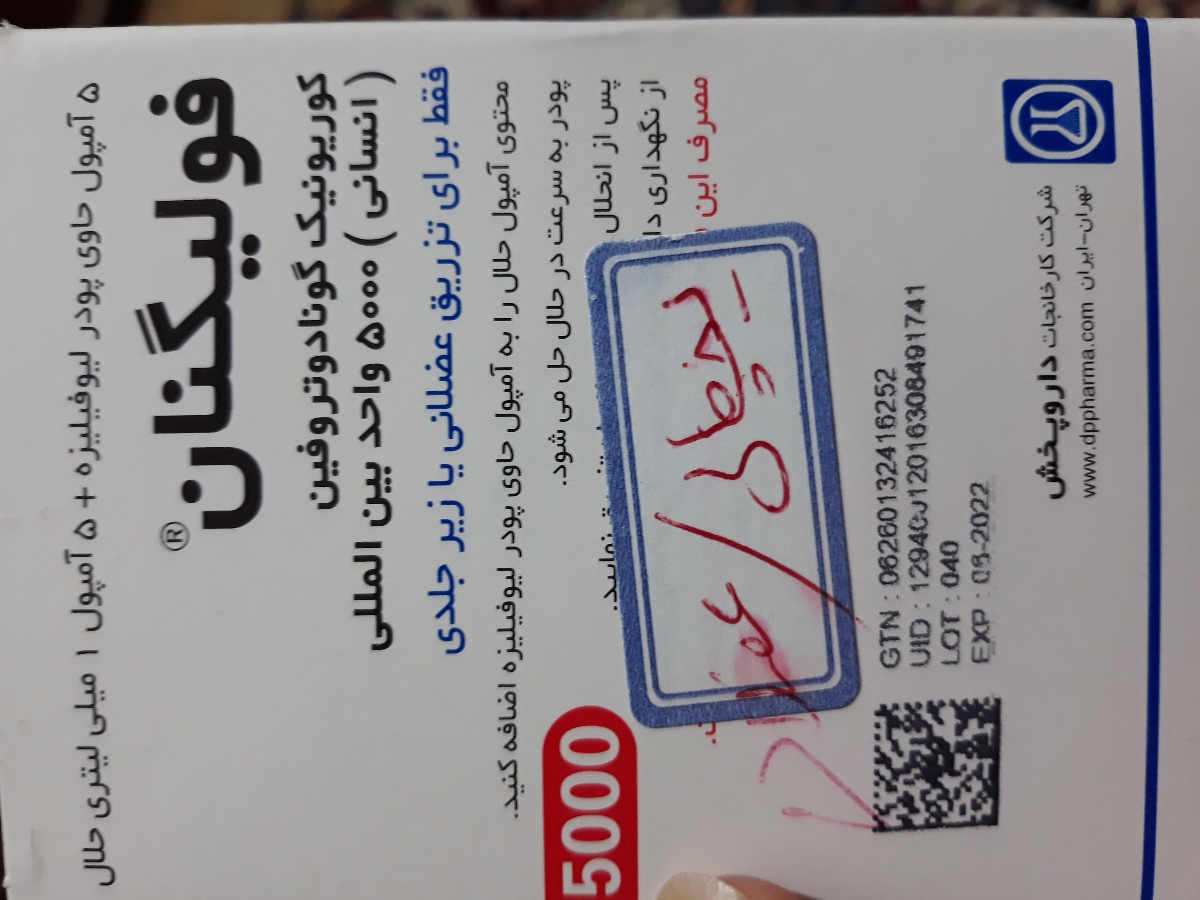 ۵ آمپول حاوی پودر لیوفیلیزه + ۵ آمپول ۱ میلی لیتری حلال
فولیگنان®
کوریونیک گونادوتروفین
( انسانی ) ۵۰۰۰ واحد بین المللی
فقط برای تزریق عضلانی یا زیر جلدی
محتوی آمپول حلال را به آمپول حاوی پودر لیوفیلیزه اضافه کنید.
پودر به سرعت در حلال حل می شود.
پس از انحلال
از نگهداری
مصرف این
5000
GTN : 06260132416252
UID : 12940J12016308491741
LOT : 040
EXP : 09-2022
شرکت کارخانجات داروپخش
تهران-ایران www.dppharma.com